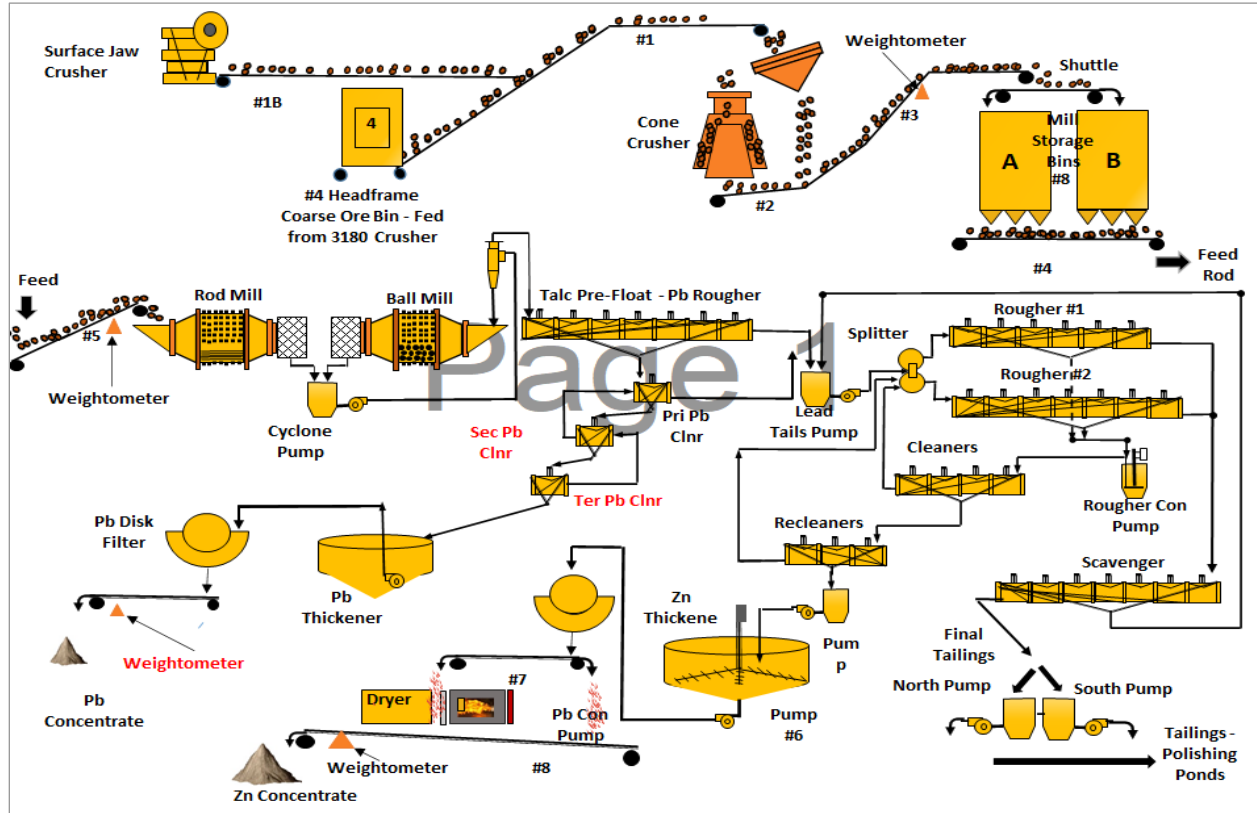 Surface Jaw
Crusher
#1B
4
#4 Headframe
Coarse Ore Bin - Fed
from 3180 Crusher
#1
Cone
Crusher
#2
Weightometer
#3
Shuttle
Mill
Storage
Bins
#8
A
B
#4
Feed
Rod
Feed
#5
Weightometer
Rod Mill
Ball Mill
Cyclone
Pump
Talc Pre-Float - Pb Rougher
Page 1
Pri Pb
Clnr
Sec Pb
Clnr
Ter Pb Clnr
Lead
Tails Pump
Splitter
Rougher #1
Rougher #2
Cleaners
Rougher Con
Pump
Recleaners
Scavenger
Pb Disk
Filter
Pb
Thickener
Weightometer
Pb
Concentrate
Zn
Thickene
Pum
p
Pump
#6
Final
Tailings
North Pump
South Pump
Tailings -
Polishing
Ponds
Dryer
#7
Pb Con
Pump
Weightometer
#8
Zn Concentrate